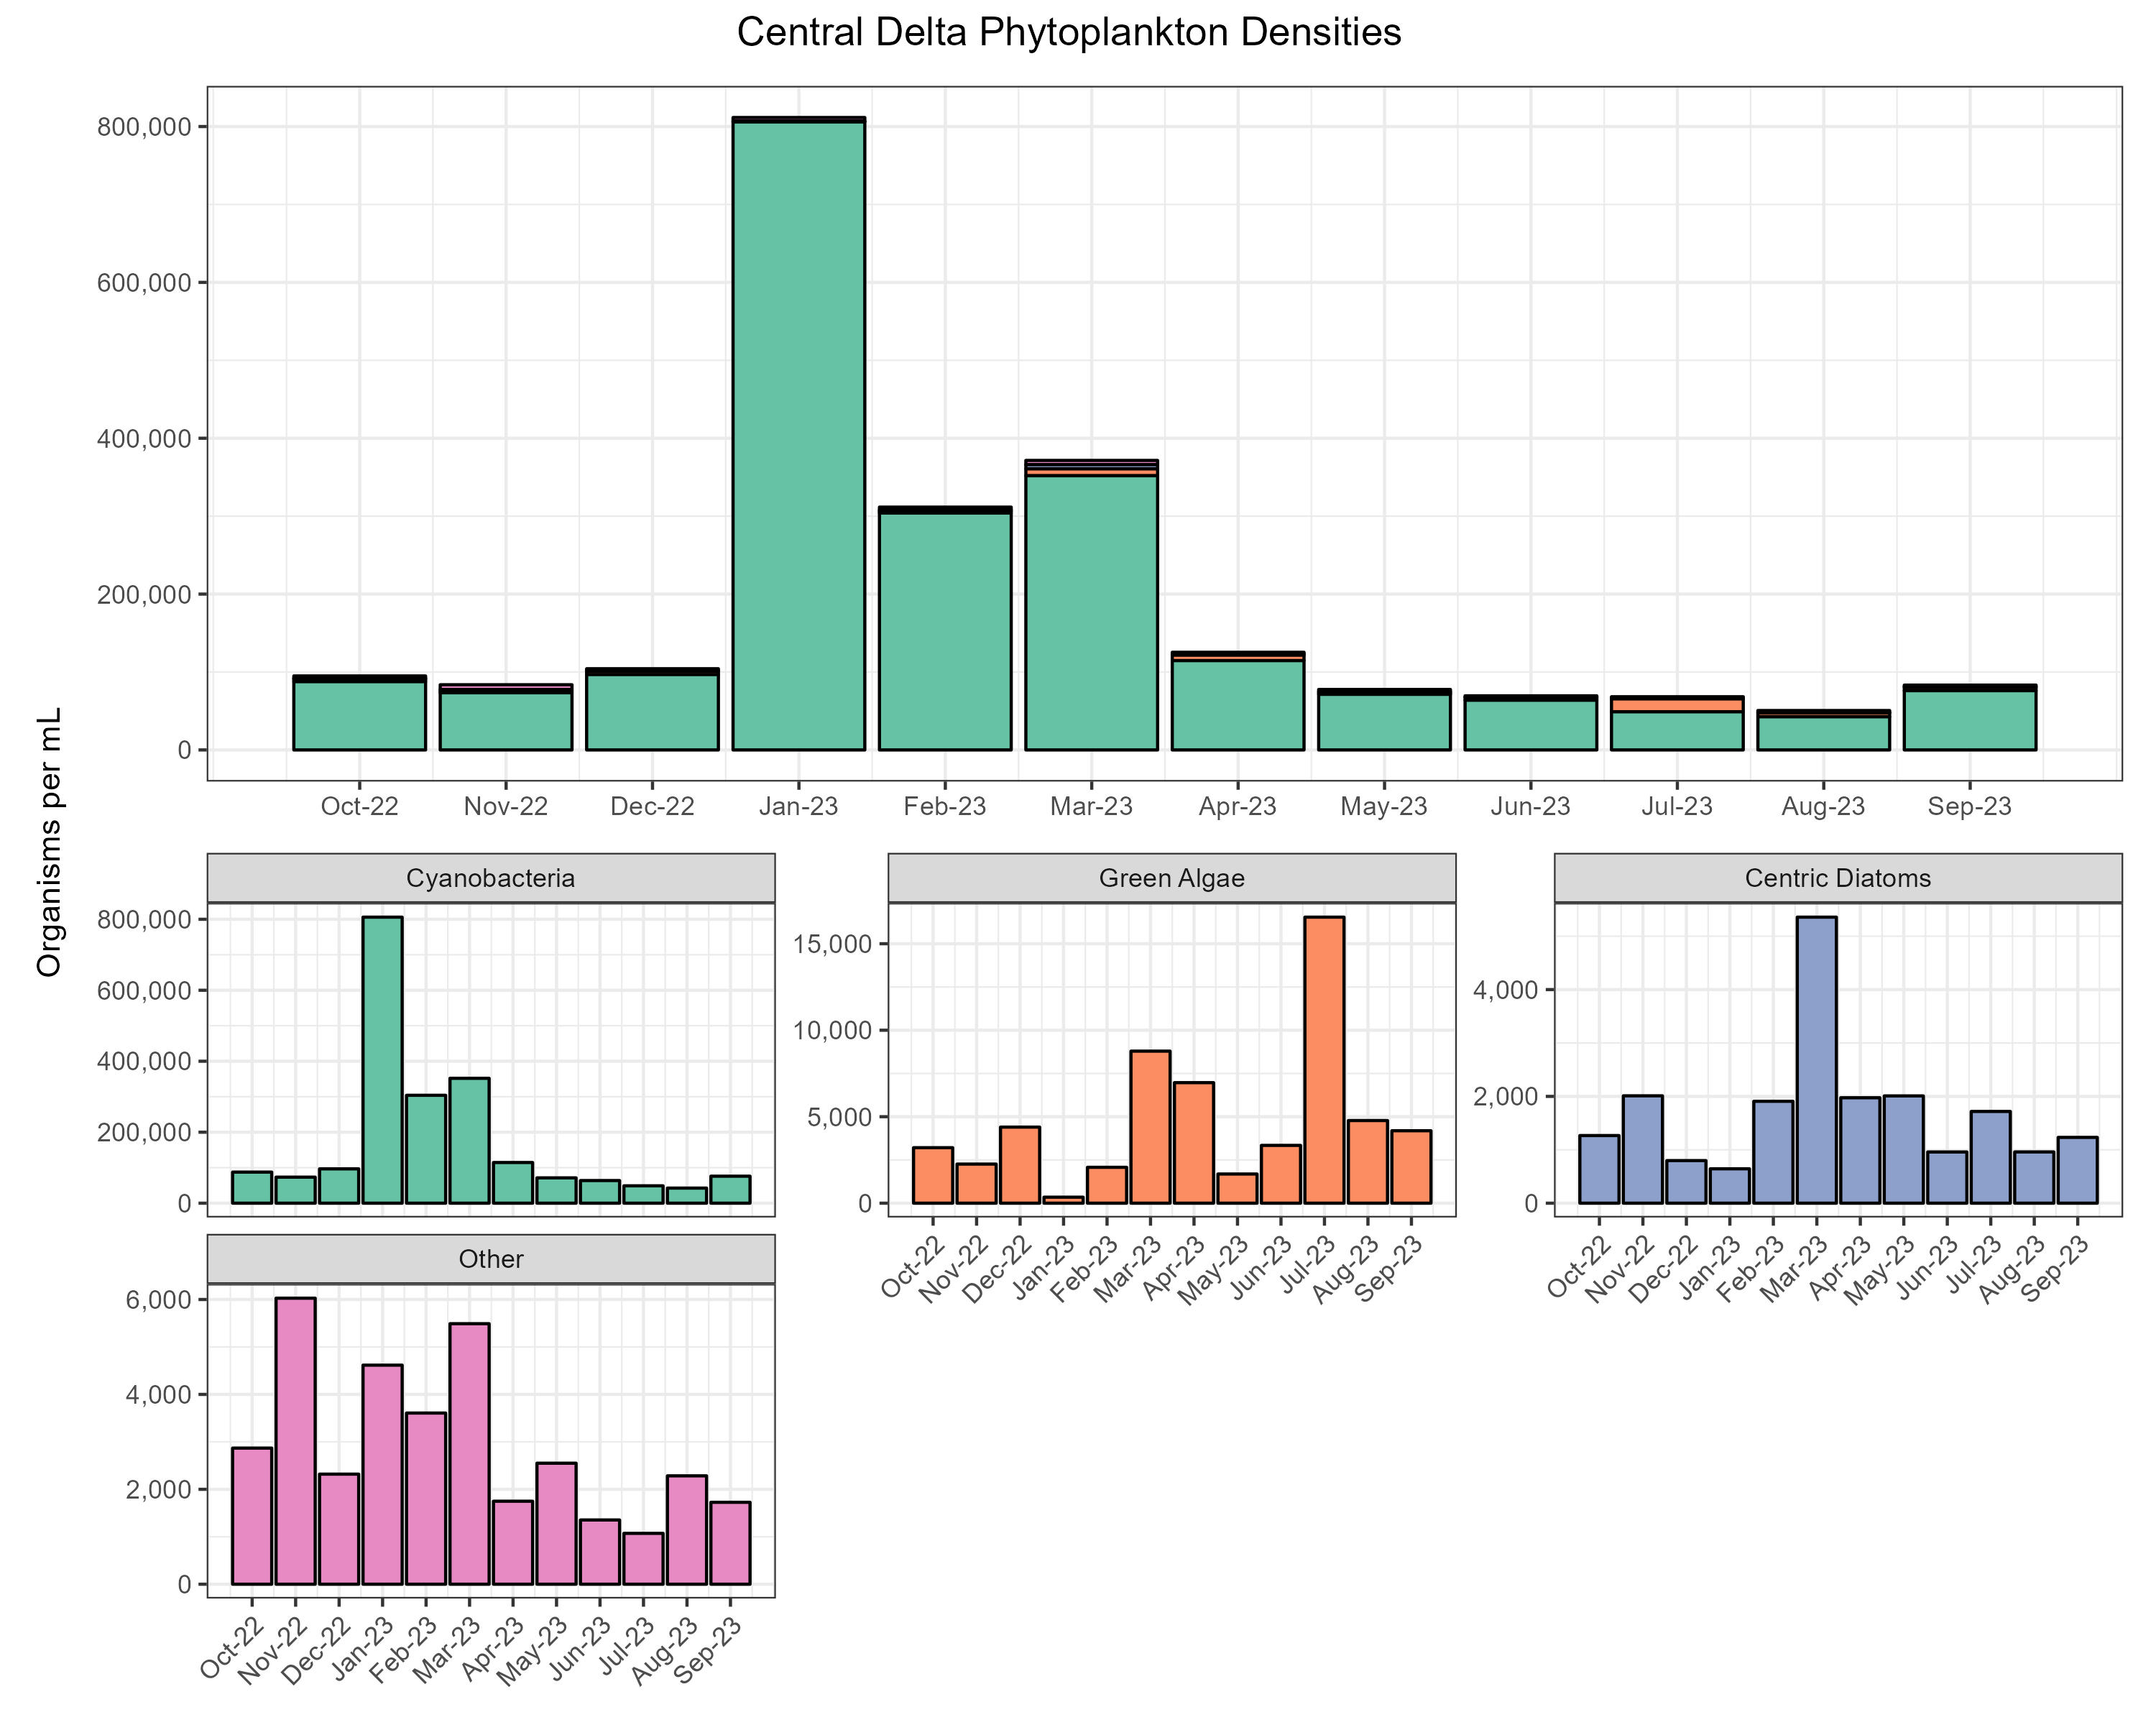 Central Delta Phytoplankton Densities
Organisms per mL
800,000
600,000
400,000
200,000
0
Oct-22 Nov-22 Dec-22 Jan-23 Feb-23 Mar-23 Apr-23 May-23 Jun-23 Jul-23 Aug-23 Sep-23
Cyanobacteria
800,000
600,000
400,000
200,000
0
Green Algae
15,000
10,000
5,000
0
Oct-22 Nov-22 Dec-22 Jan-23 Feb-23 Mar-23 Apr-23 May-23 Jun-23 Jul-23 Aug-23 Sep-23
Centric Diatoms
4,000
2,000
0
Oct-22 Nov-22 Dec-22 Jan-23 Feb-23 Mar-23 Apr-23 May-23 Jun-23 Jul-23 Aug-23 Sep-23
Other
6,000
4,000
2,000
0
Oct-22 Nov-22 Dec-22 Jan-23 Feb-23 Mar-23 Apr-23 May-23 Jun-23 Jul-23 Aug-23 Sep-23